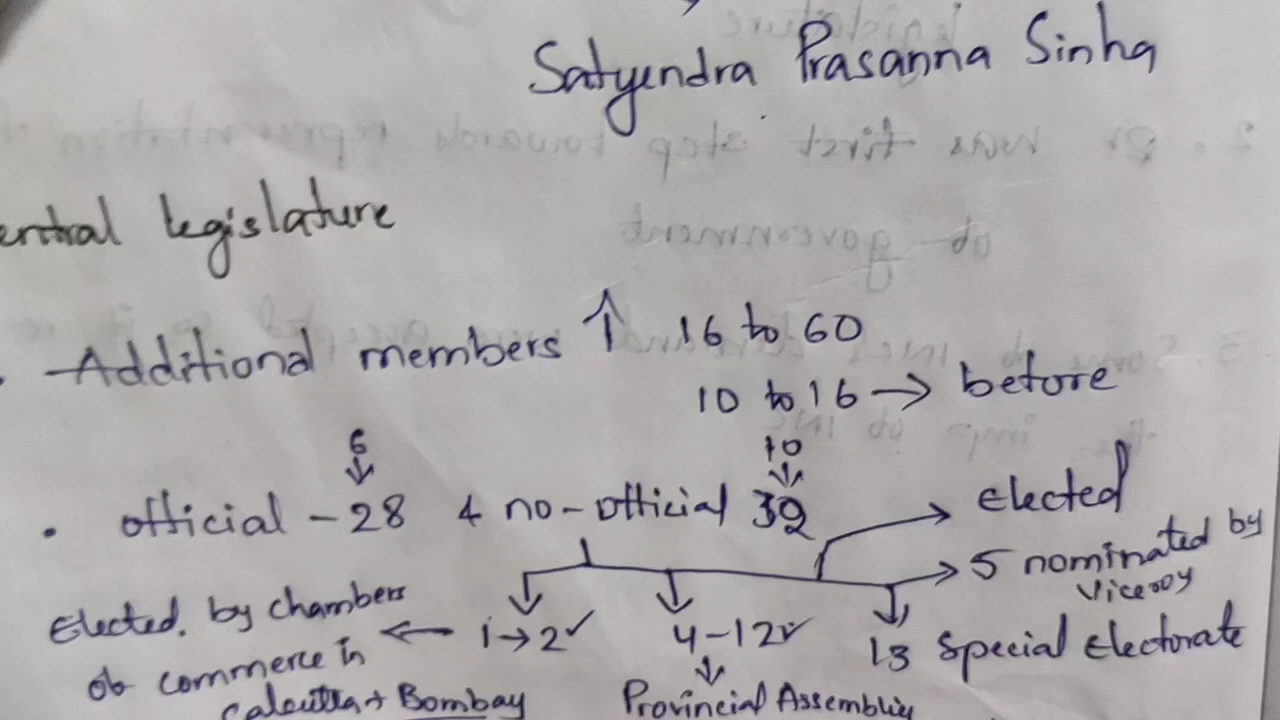 Satyendra Prasanna Sinha
entral legislature
. Additional members ↑ 16 to 60
10 to 16 → before
6 10
• official - 28 & no-official 32 → Elected
→ 5 nominated by Viceroy
Elected. by chambers ← 1→2✓ 4-12✓ 13 Special Electorate
of commerce in
Calcutta + Bombay Provincial Assembly